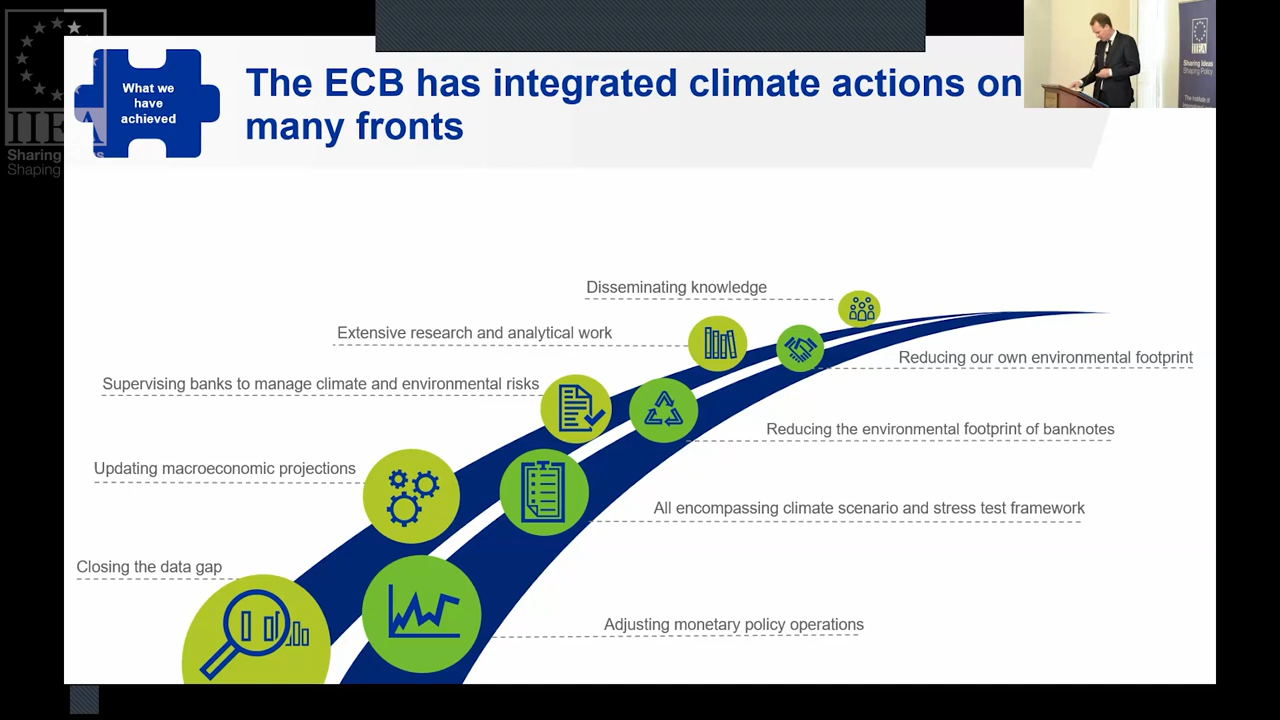 IIEA
Sharing Ideas
Shaping
What we
have
achieved
The ECB has integrated climate actions on
many fronts
IIEA
Sharing Ideas
Shaping Policy
Disseminating knowledge
Extensive research and analytical work
Reducing our own environmental footprint
Supervising banks to manage climate and environmental risks
Reducing the environmental footprint of banknotes
Updating macroeconomic projections
All encompassing climate scenario and stress test framework
Closing the data gap
Adjusting monetary policy operations